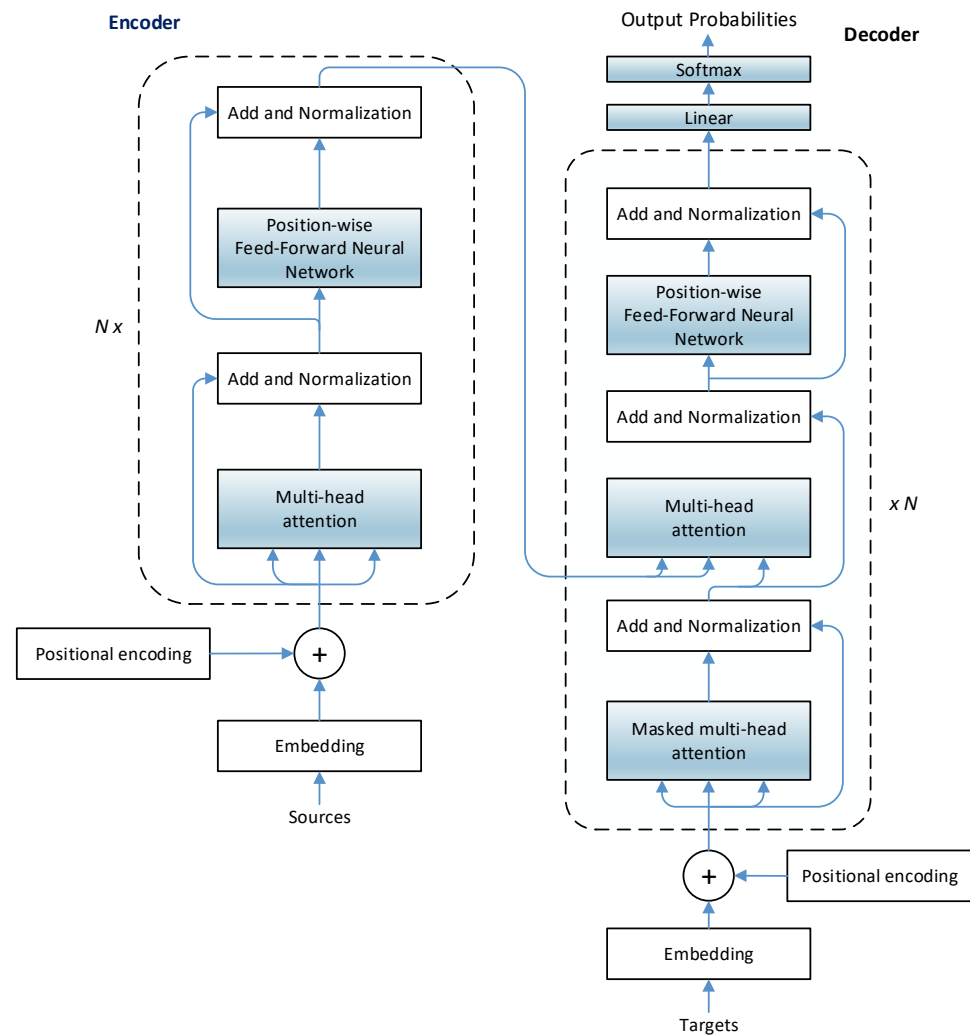 Encoder
Add and Normalization
Position-wise
Feed-Forward Neural
Network
N x
Add and Normalization
Multi-head
attention
Positional encoding
+
Embedding
Sources
Output Probabilities
Decoder
Softmax
Linear
Add and Normalization
Position-wise
Feed-Forward Neural
Network
Add and Normalization
Multi-head
attention
x N
Add and Normalization
Masked multi-head
attention
+
Positional encoding
Embedding
Targets